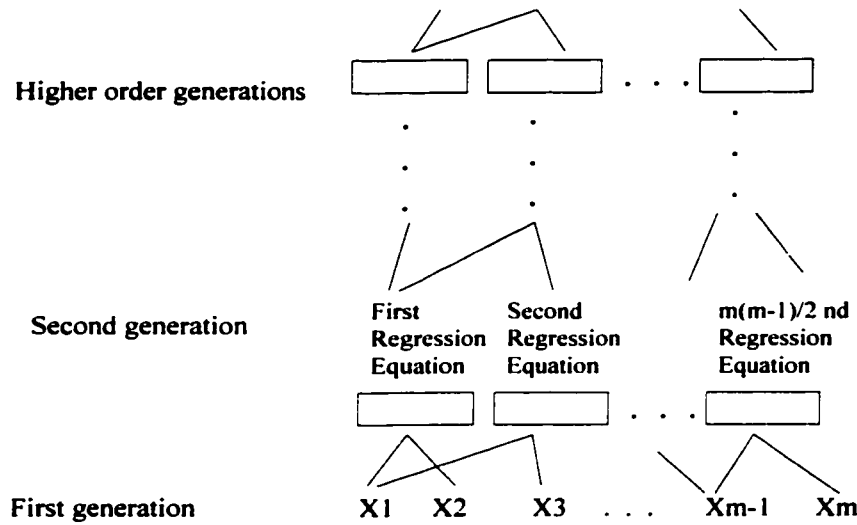 Higher order generations
. . .
Second generation
First
Regression
Equation
Second
Regression
Equation
m(m-1)/2 nd
Regression
Equation
. . .
First generation
X1 X2 X3 . . . Xm-1 Xm